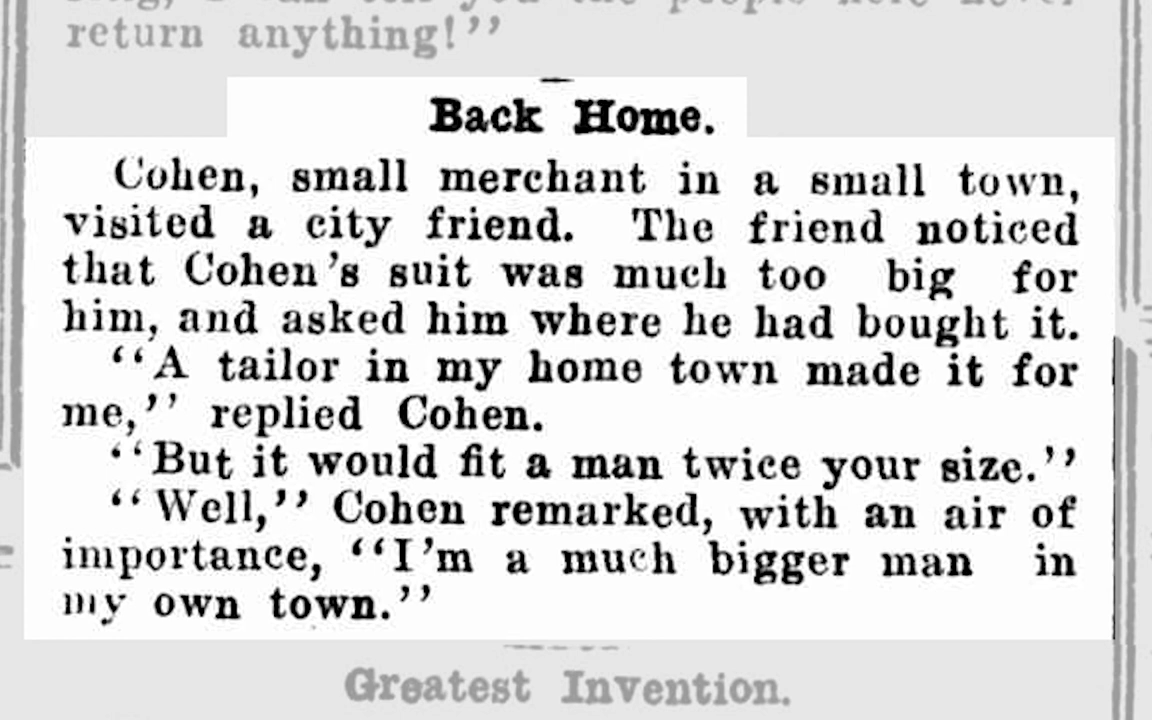 return anything!"
Back Home.
Cohen, small merchant in a small town,
visited a city friend. The friend noticed
that Cohen's suit was much too big for
him, and asked him where he had bought it.
"A tailor in my home town made it for
me," replied Cohen.
"But it would fit a man twice your size."
"Well," Cohen remarked, with an air of
importance, "I'm a much bigger man in
my own town."
Greatest Invention.